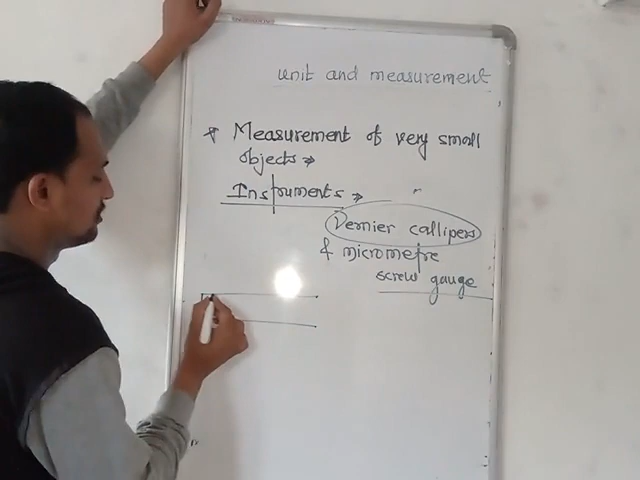 unit and measurement
* Measurement of very small
objects →
Instruments →
Vernier callipers
& micrometre
screw gauge